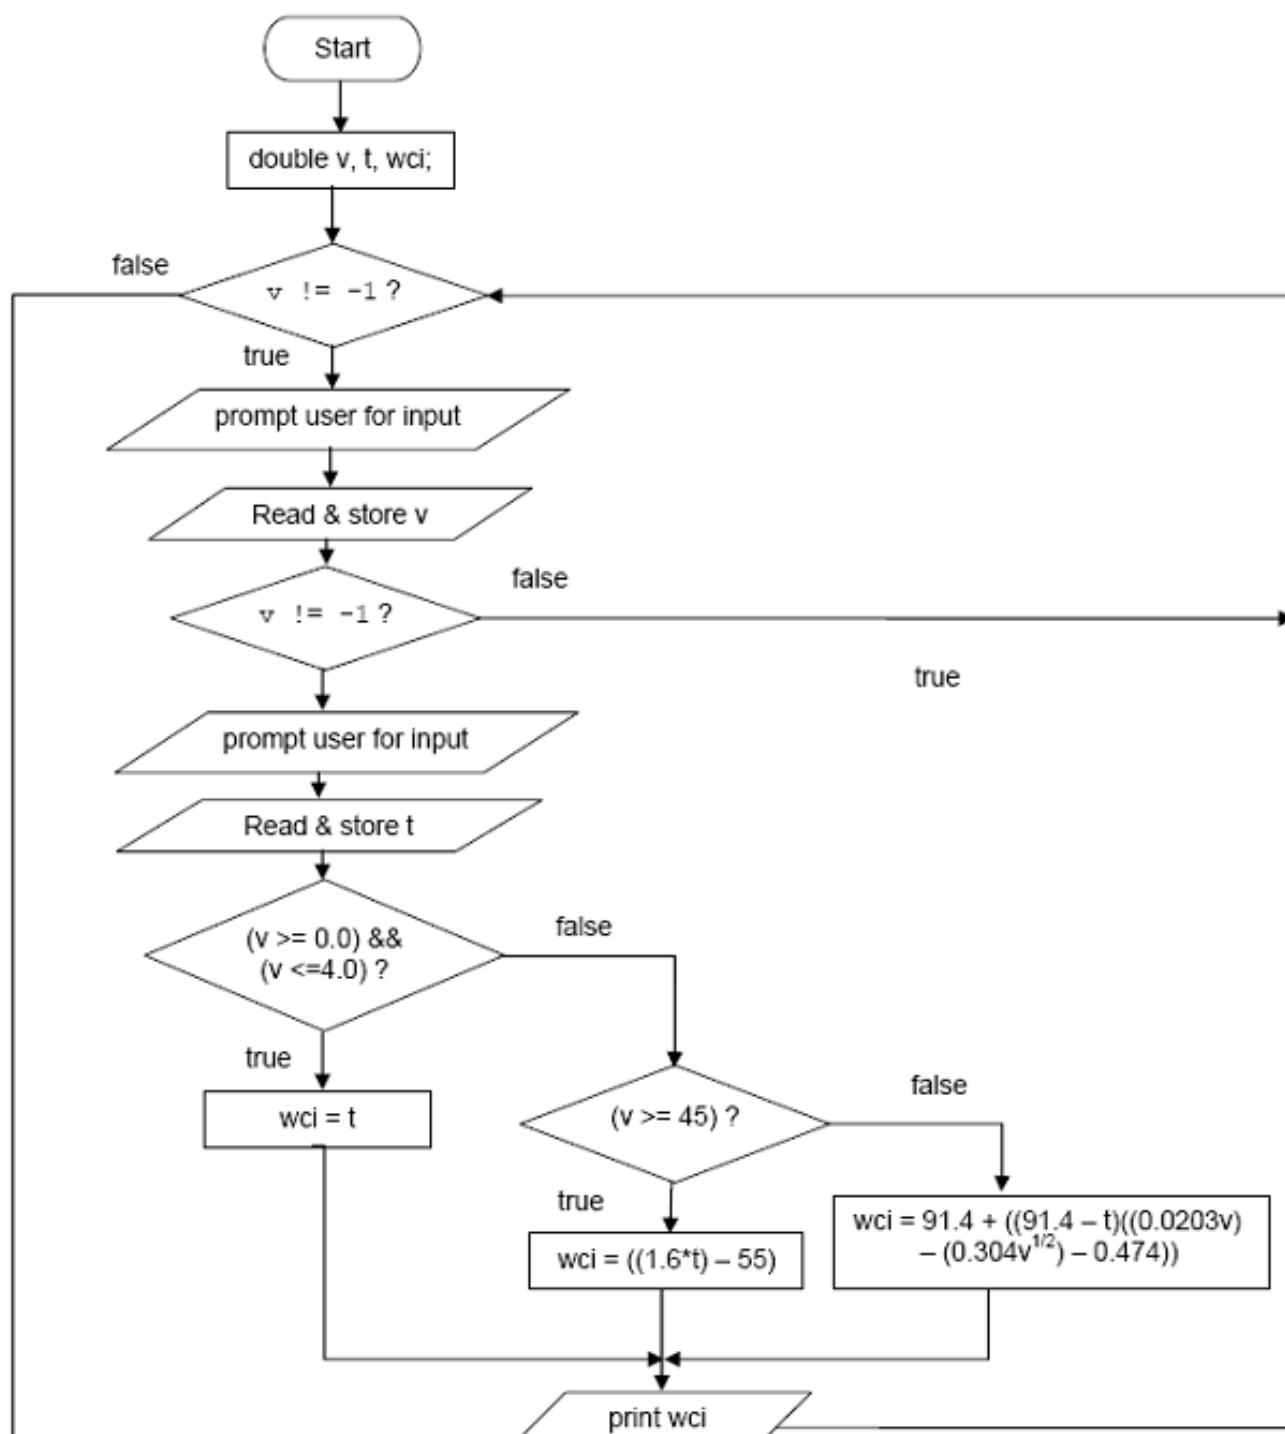 Start
double v, t, wci;
false
v != -1 ?
true
prompt user for input
Read & store v
false
v != -1 ?
true
prompt user for input
Read & store t
false
(v >= 0.0) &&
(v <=4.0) ?
true
false
wci = t
(v >= 45) ?
true
wci = 91.4 + ((91.4 – t)((0.0203v)
– (0.304v^1/2) – 0.474))
wci = ((1.6*t) – 55)
print wci